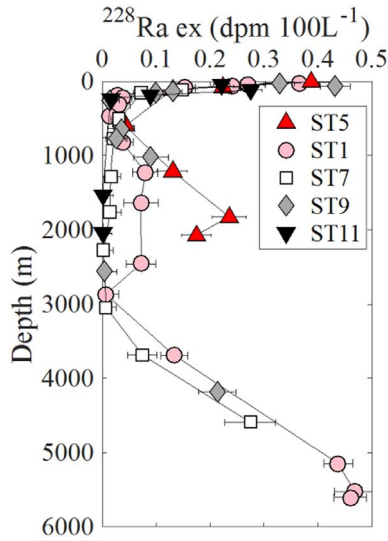 ²²⁸Ra ex (dpm 100L⁻¹)
0 0.1 0.2 0.3 0.4 0.5
0
1000
2000
3000
4000
5000
6000
Depth (m)
ST5
ST1
ST7
ST9
ST11